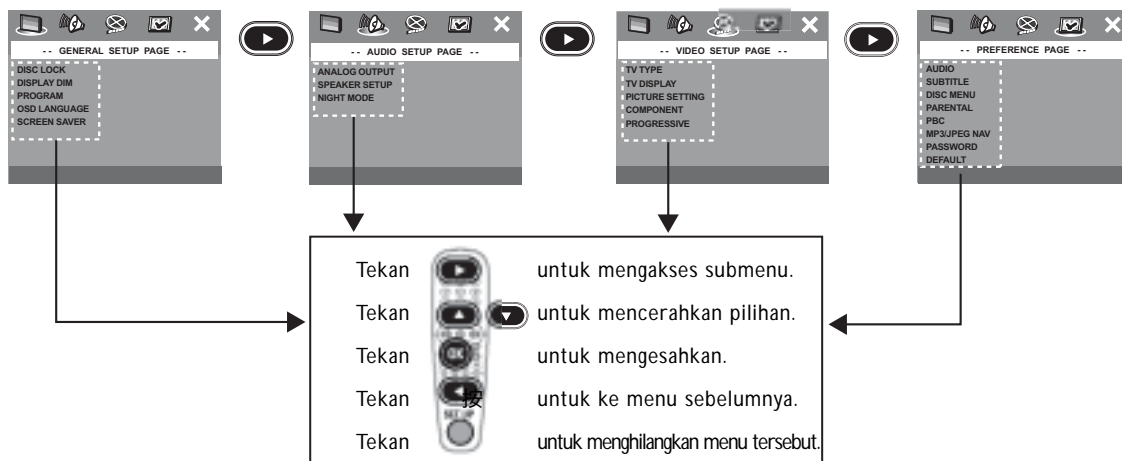 -- GENERAL SETUP PAGE --
DISC LOCK
DISPLAY DIM
PROGRAM
OSD LANGUAGE
SCREEN SAVER
-- AUDIO SETUP PAGE --
ANALOG OUTPUT
SPEAKER SETUP
NIGHT MODE
-- VIDEO SETUP PAGE --
TV TYPE
TV DISPLAY
PICTURE SETTING
COMPONENT
PROGRESSIVE
-- PREFERENCE PAGE --
AUDIO
SUBTITLE
DISC MENU
PARENTAL
PBC
MP3/JPEG NAV
PASSWORD
DEFAULT
Tekan untuk mengakses submenu.
Tekan untuk mencerahkan pilihan.
Tekan OK untuk mengesahkan.
Tekan 按 untuk ke menu sebelumnya.
SET UP
Tekan untuk menghilangkan menu tersebut.